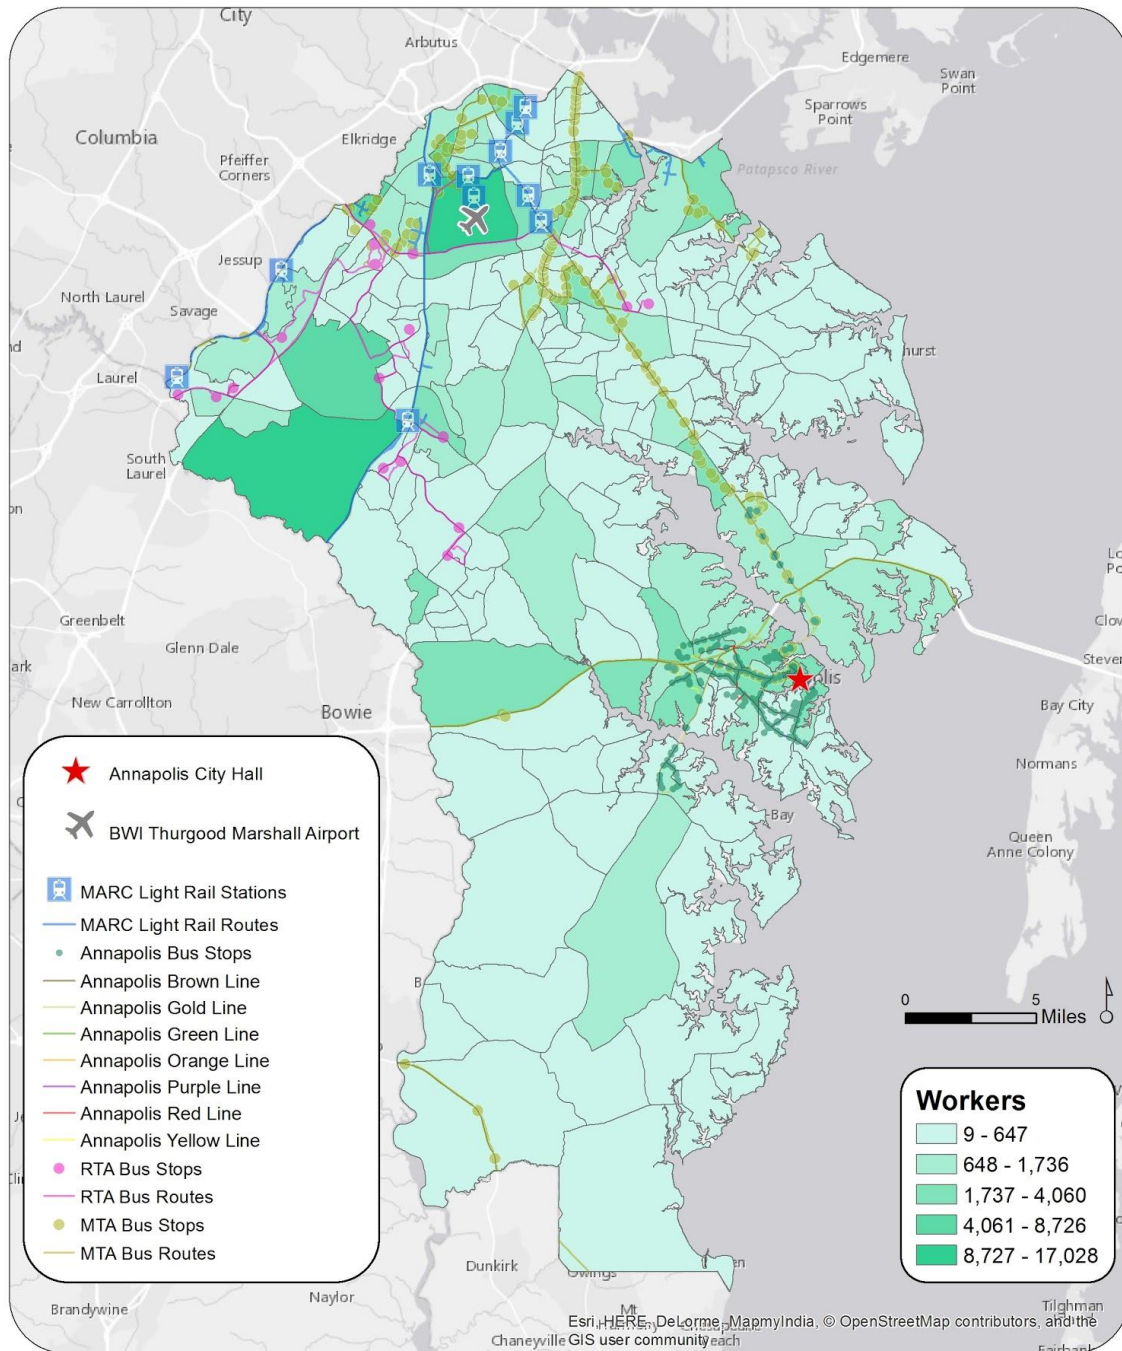 City
Arbutus
Edgemere
Swan
Point
Sparrows
Point
Columbia
Elkridge
Pfeiffer
Corners
Patapsco River
Jessup
North Laurel
Savage
Laurel
hurst
South
Laurel
Greenbelt
Glenn Dale
New Carrollton
Bowie
olis
Bay City
Normans
Queen
Anne Colony
-Bay
Annapolis City Hall
BWI Thurgood Marshall Airport
MARC Light Rail Stations
MARC Light Rail Routes
Annapolis Bus Stops
Annapolis Brown Line
Annapolis Gold Line
Annapolis Green Line
Annapolis Orange Line
Annapolis Purple Line
Annapolis Red Line
Annapolis Yellow Line
RTA Bus Stops
RTA Bus Routes
MTA Bus Stops
MTA Bus Routes
0 5
Miles
Workers
9 - 647
648 - 1,736
1,737 - 4,060
4,061 - 8,726
8,727 - 17,028
Dunkirk
Owings
Naylor
Brandywine
Mt
Chaneyville
Tilghman
Esri, HERE, DeLorme, MapmyIndia, © OpenStreetMap contributors, and the
GIS user community